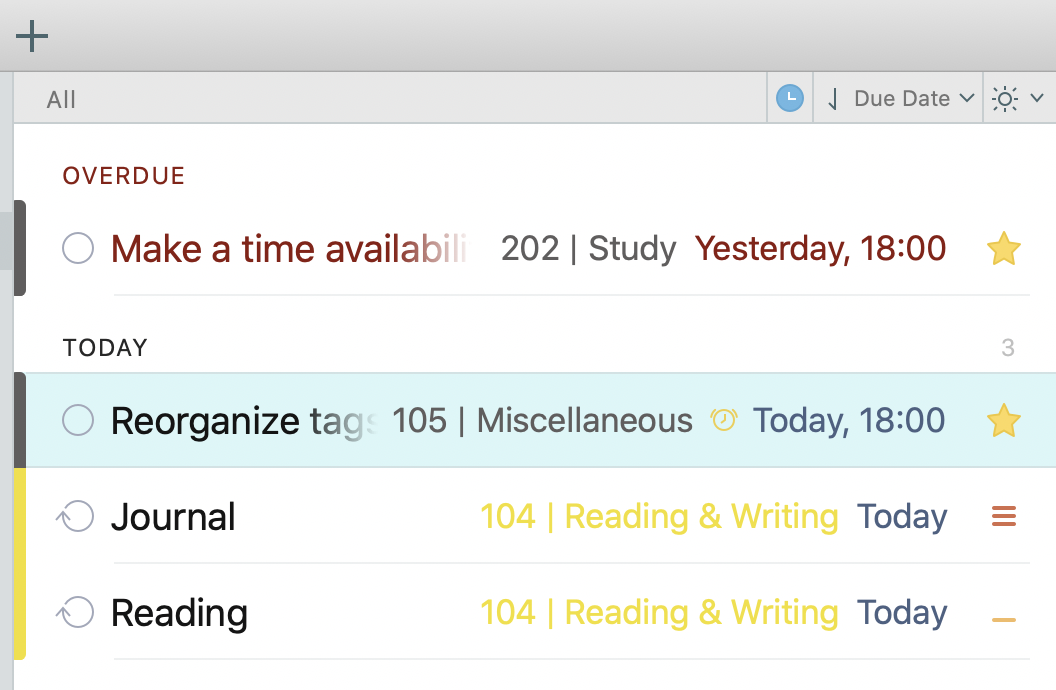 All Due Date
OVERDUE
Make a time availabili 202 | Study Yesterday, 18:00
TODAY 3
Reorganize tags 105 | Miscellaneous Today, 18:00
Journal 104 | Reading & Writing Today
Reading 104 | Reading & Writing Today